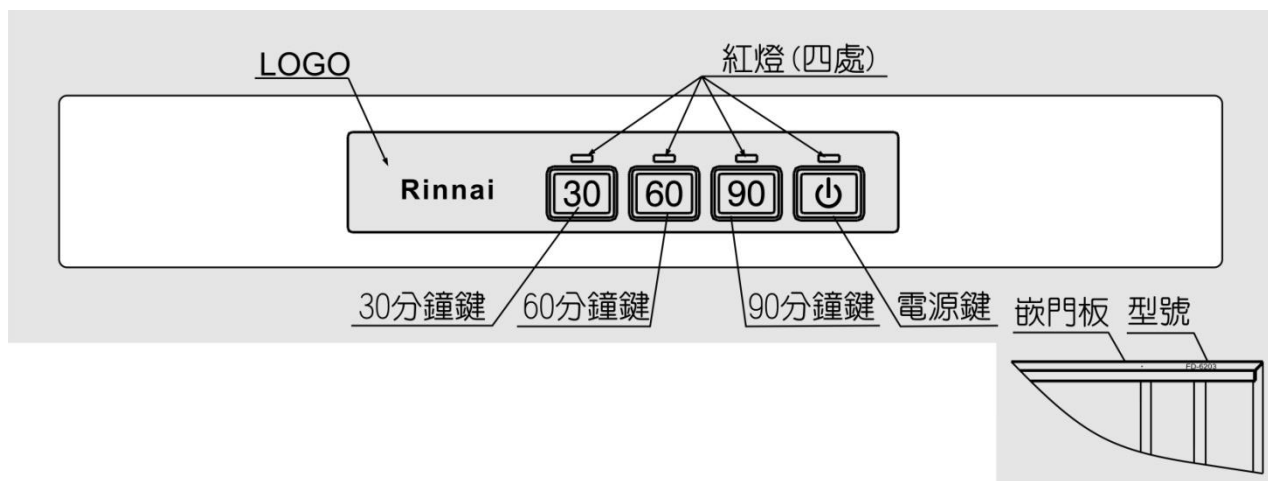 LOGO
紅燈(四處)
Rinnai
30
60
90
30分鐘鍵
60分鐘鍵
90分鐘鍵
電源鍵
嵌門板
型號
FD-6203